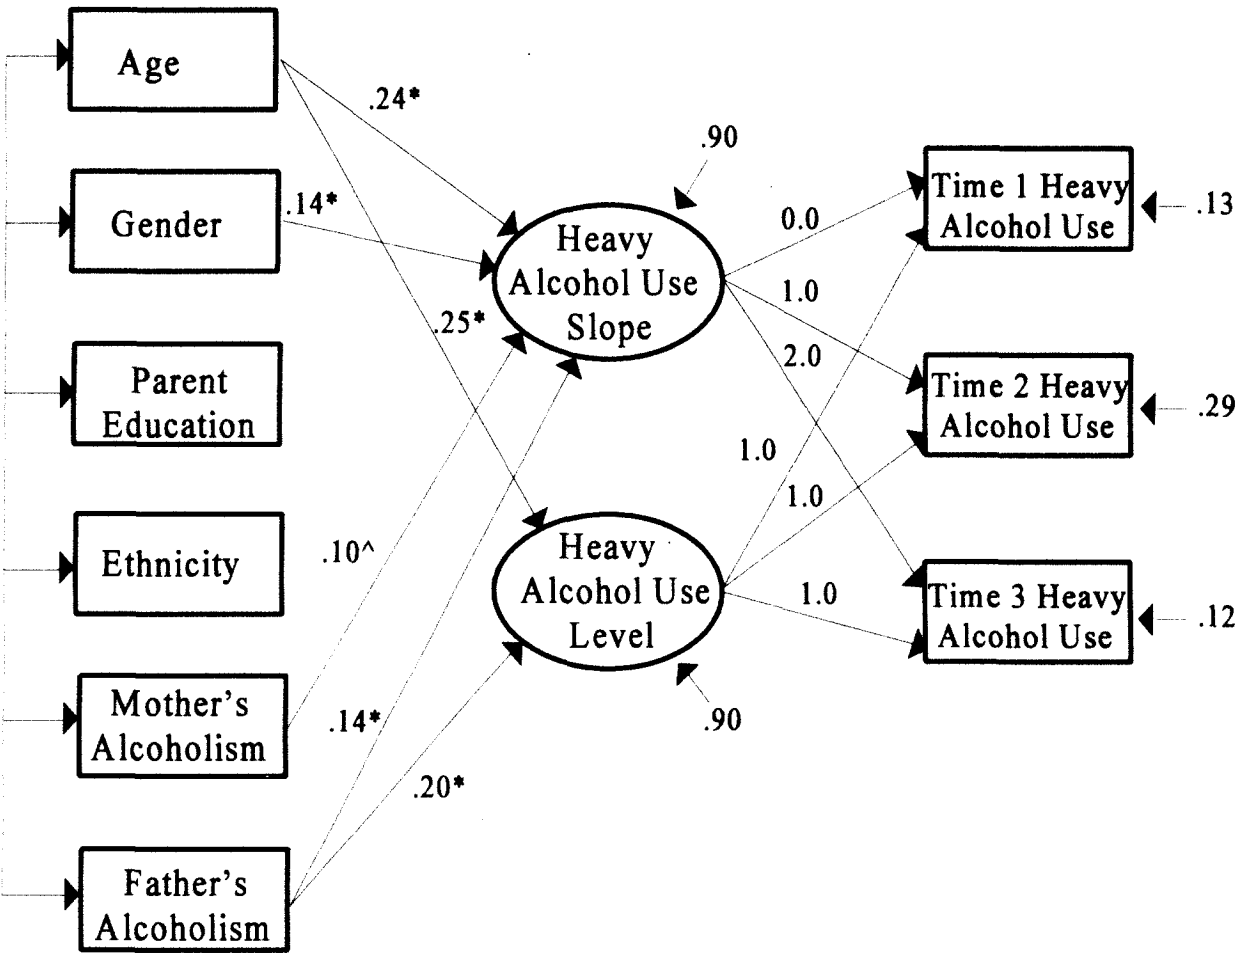 Age
Gender
Parent
Education
Ethnicity
Mother's
Alcoholism
Father's
Alcoholism
.24*
.14*
.25*
.10^
.14*
.20*
.90
Heavy
Alcohol Use
Slope
Heavy
Alcohol Use
Level
.90
0.0
1.0
2.0
1.0
1.0
1.0
Time 1 Heavy
Alcohol Use
.13
Time 2 Heavy
Alcohol Use
.29
Time 3 Heavy
Alcohol Use
.12